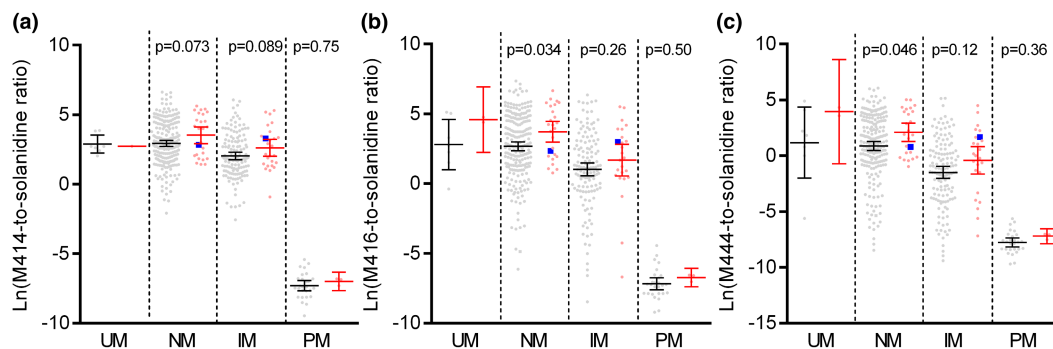 (a)
Ln(M414-to-solanidine ratio)
10
5
0
-5
-10
p=0.073
p=0.089
p=0.75
UM
NM
IM
PM
(b)
Ln(M416-to-solanidine ratio)
10
5
0
-5
-10
p=0.034
p=0.26
p=0.50
UM
NM
IM
PM
(c)
Ln(M444-to-solanidine ratio)
10
5
0
-5
-10
-15
p=0.046
p=0.12
p=0.36
UM
NM
IM
PM